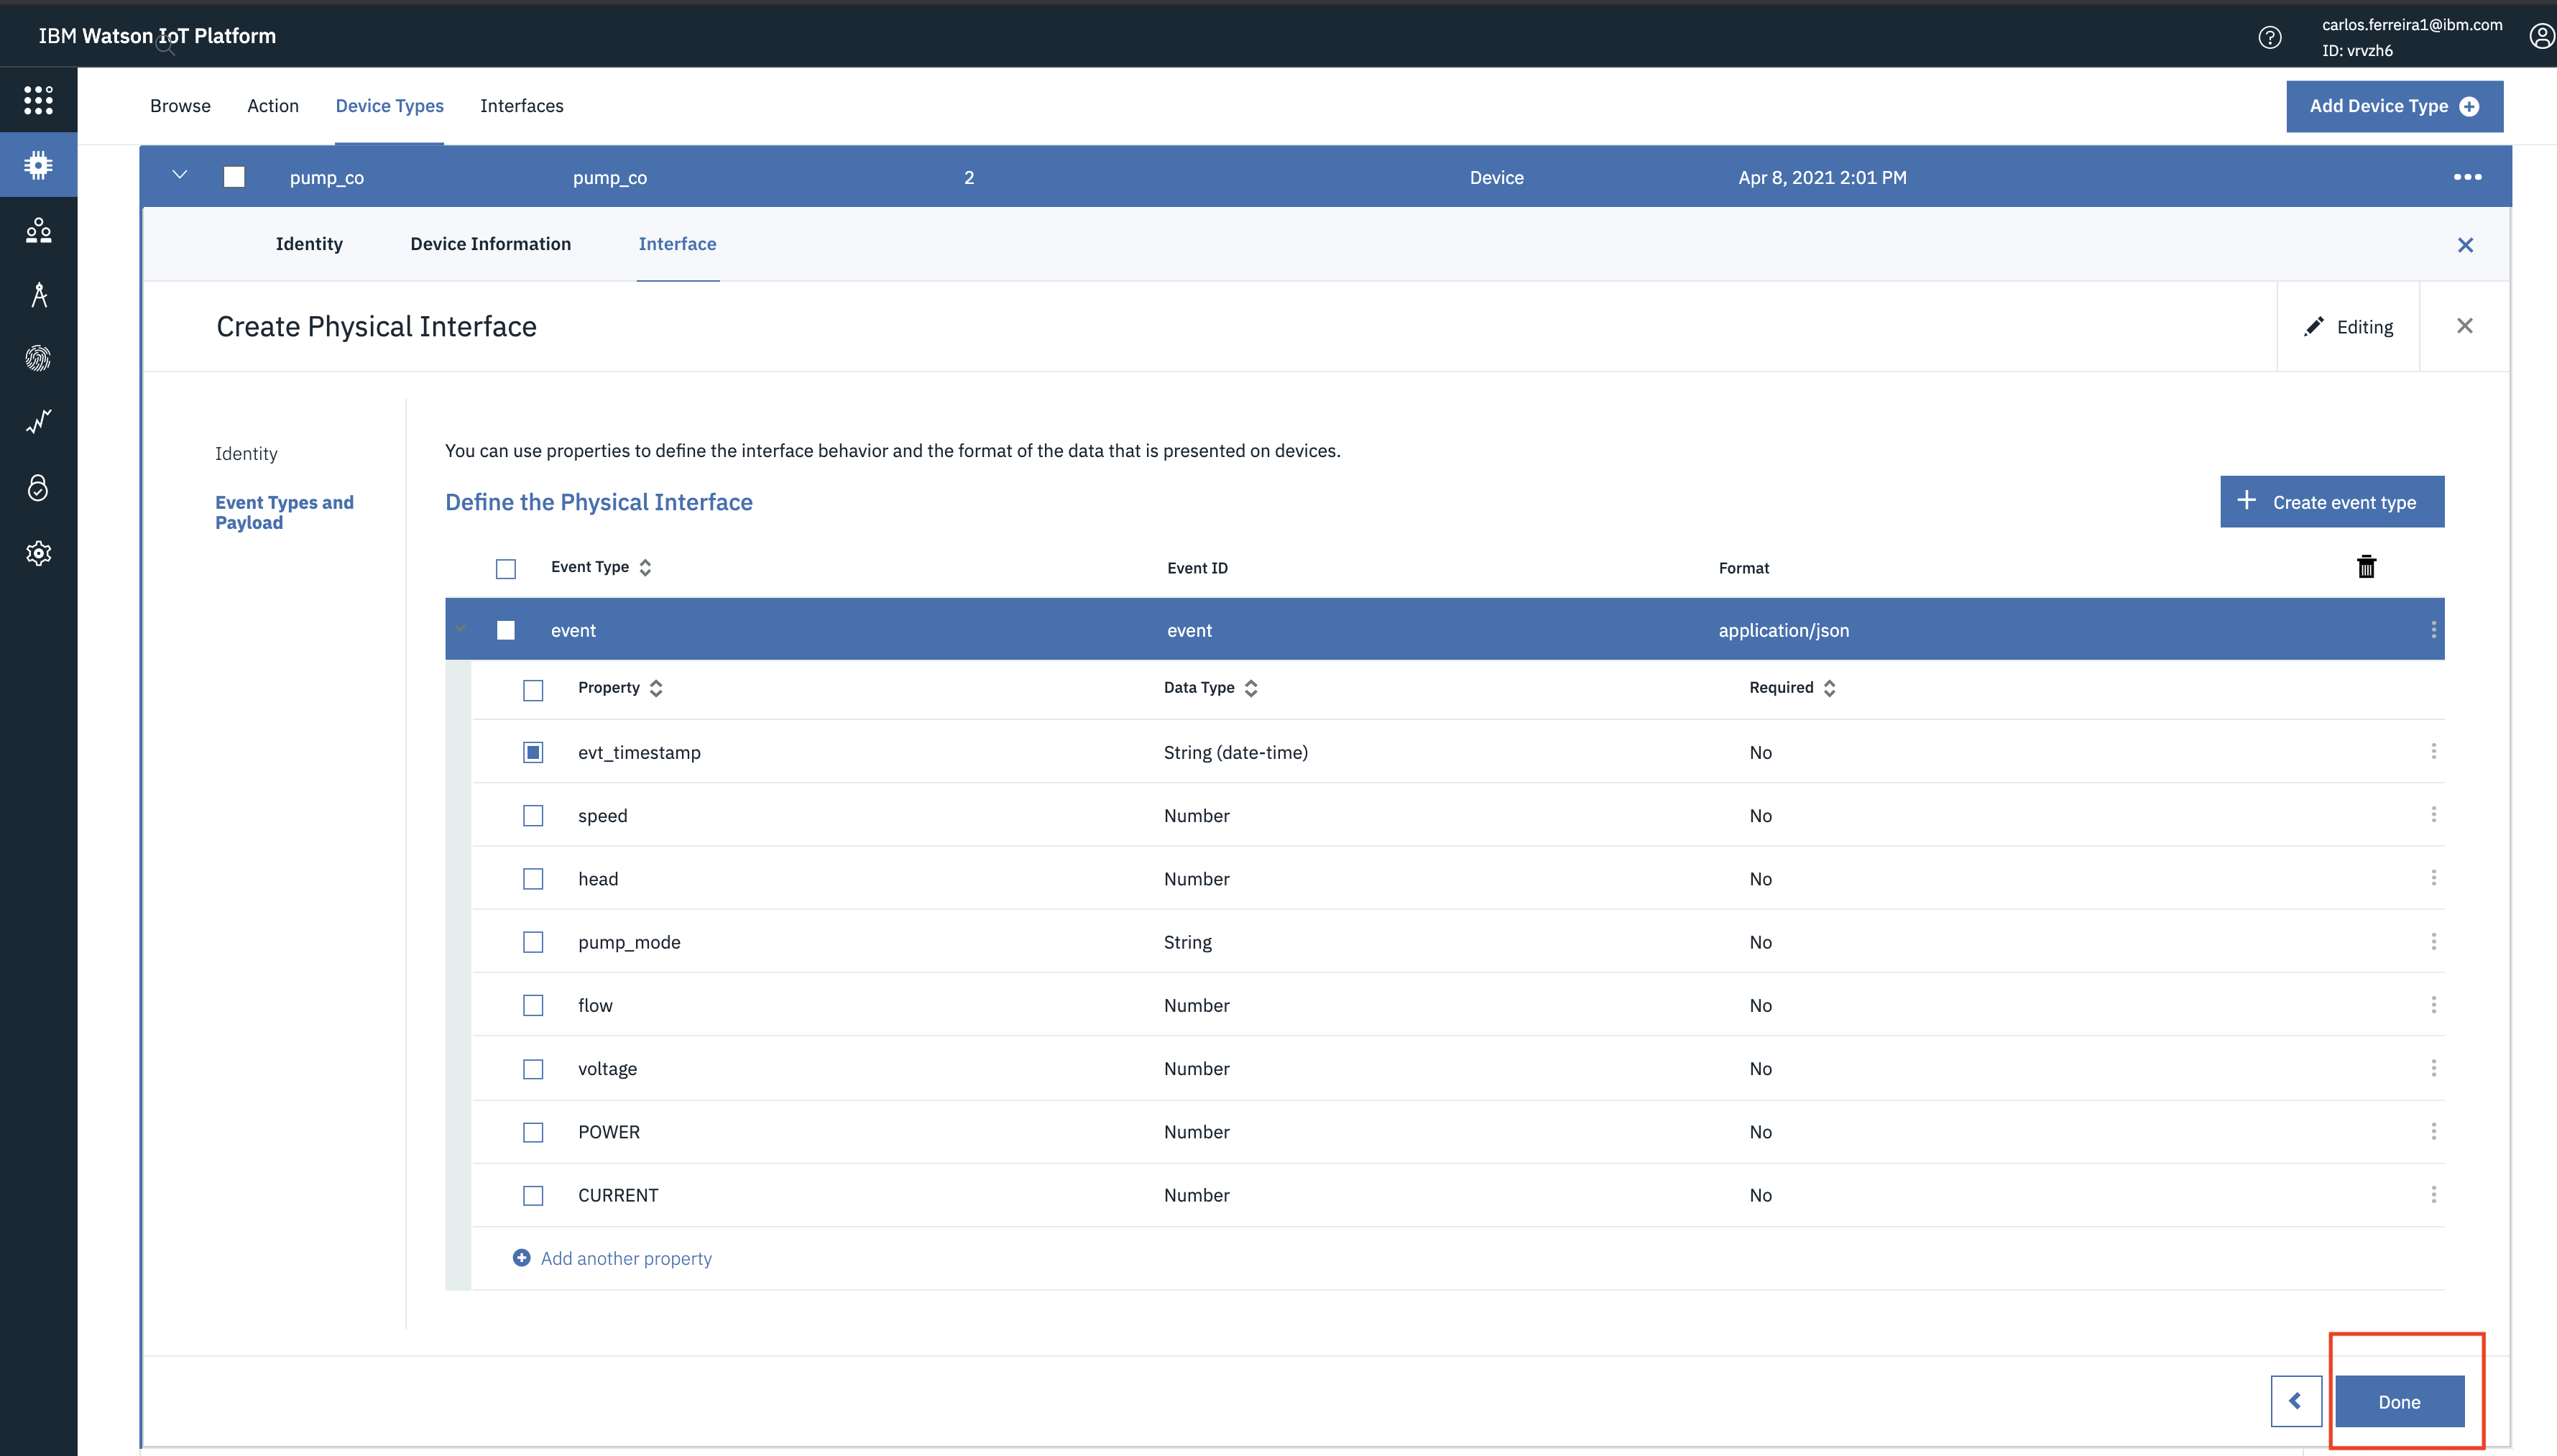 IBM Watson IoT Platform
carlos.ferreira1@ibm.com
ID: vrvzh6
Browse Action Device Types Interfaces
Add Device Type
pump_co pump_co 2 Device Apr 8, 2021 2:01 PM
Identity Device Information Interface
Create Physical Interface
Editing
Identity
Event Types and
Payload
You can use properties to define the interface behavior and the format of the data that is presented on devices.
Define the Physical Interface
Create event type
Event Type Event ID Format
event event application/json
Property Data Type Required
evt_timestamp String (date-time) No
speed Number No
head Number No
pump_mode String No
flow Number No
voltage Number No
POWER Number No
CURRENT Number No
Add another property
Done